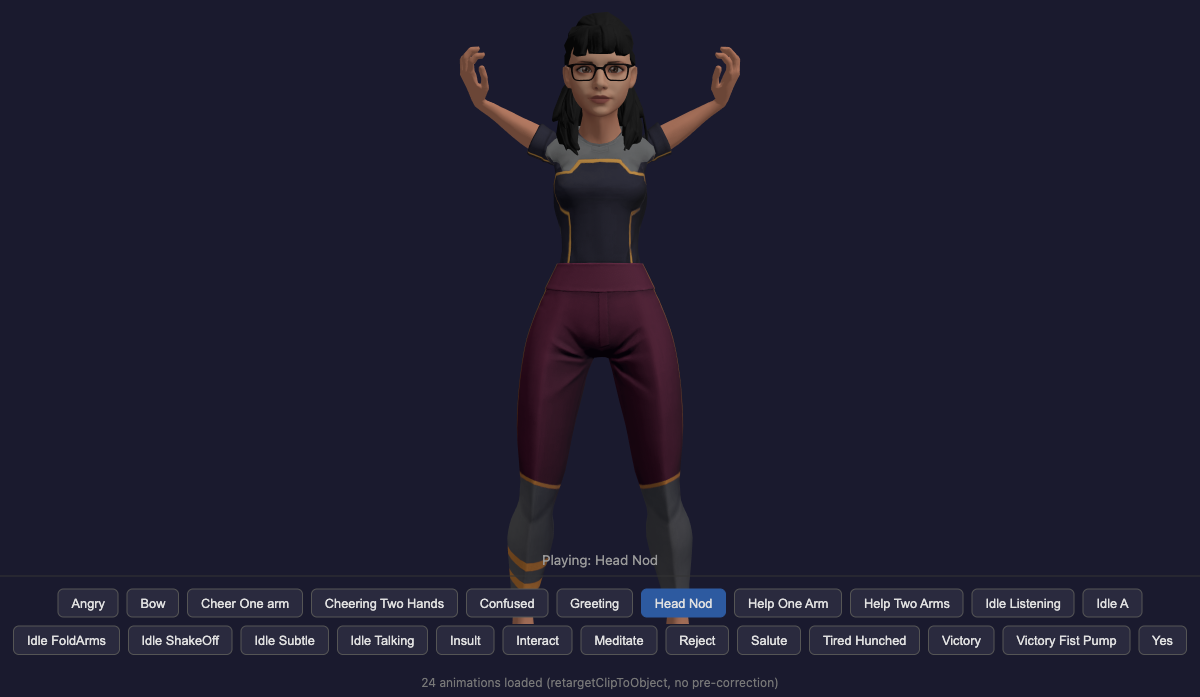 Playing: Head Nod
Angry Bow Cheer One arm Cheering Two Hands Confused Greeting Head Nod Help One Arm Help Two Arms Idle Listening Idle A
Idle FoldArms Idle ShakeOff Idle Subtle Idle Talking Insult Interact Meditate Reject Salute Tired Hunched Victory Victory Fist Pump Yes
24 animations loaded (retargetClipToObject, no pre-correction)